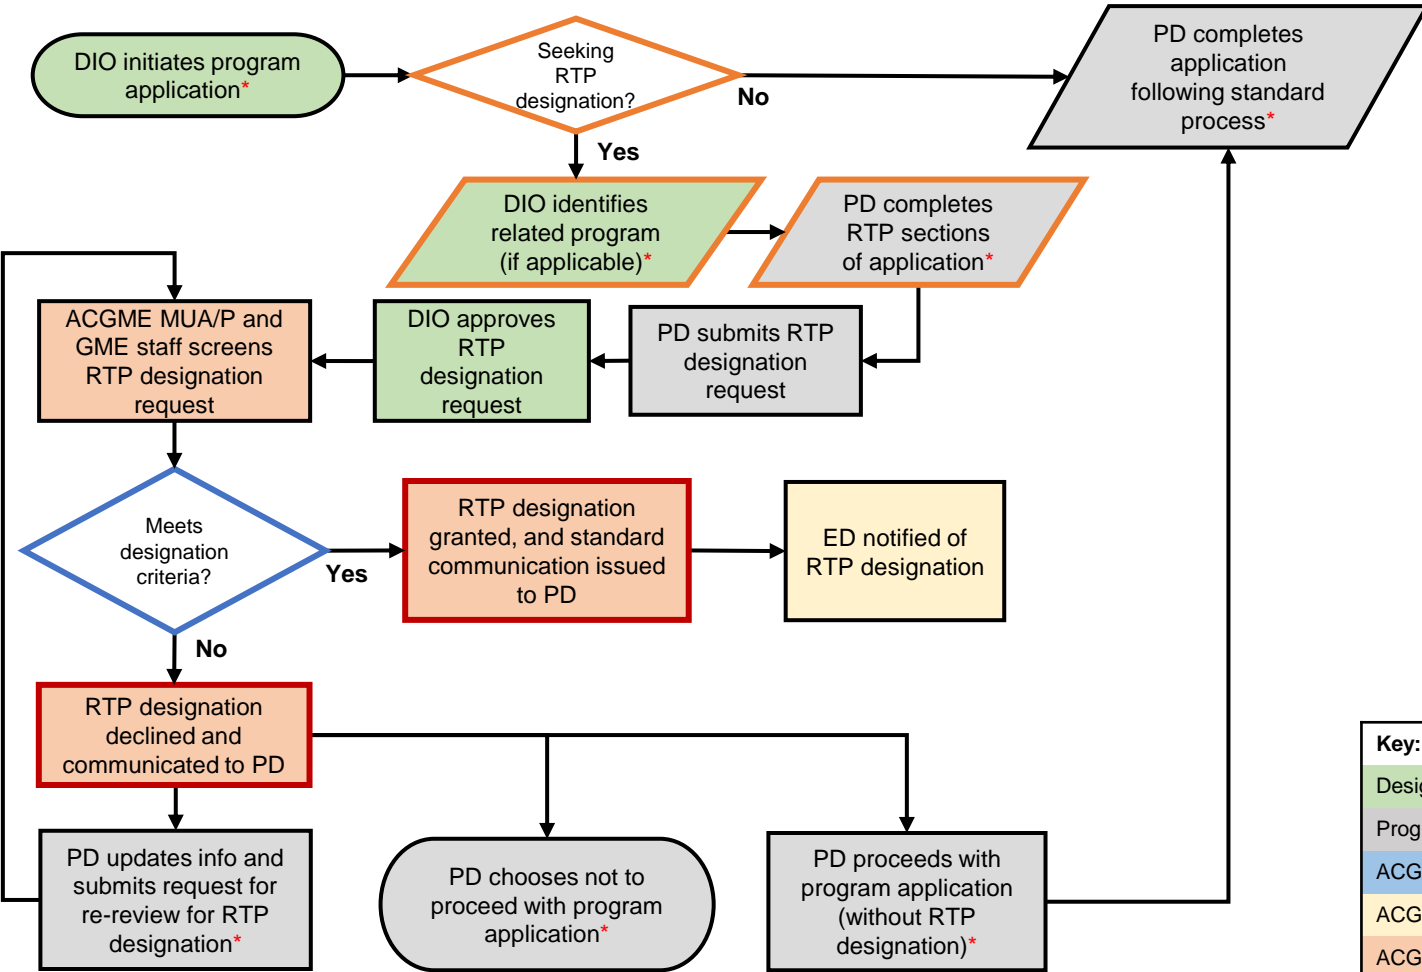 DIO initiates program
application*
Seeking
RTP
designation?
No
Yes
PD completes
application
following standard
process*
DIO identifies
related program
(if applicable)*
PD completes
RTP sections
of application*
ACGME MUA/P and
GME staff screens
RTP designation
request
DIO approves
RTP
designation
request
PD submits RTP
designation
request
Meets
designation
criteria?
Yes
No
RTP designation
granted, and standard
communication issued
to PD
ED notified of
RTP designation
RTP designation
declined and
communicated to PD
PD updates info and
submits request for
re-review for RTP
designation*
PD chooses not to
proceed with program
application*
PD proceeds with
program application
(without RTP
designation)*
Key:
Desig
Prog
ACG
ACG
ACG